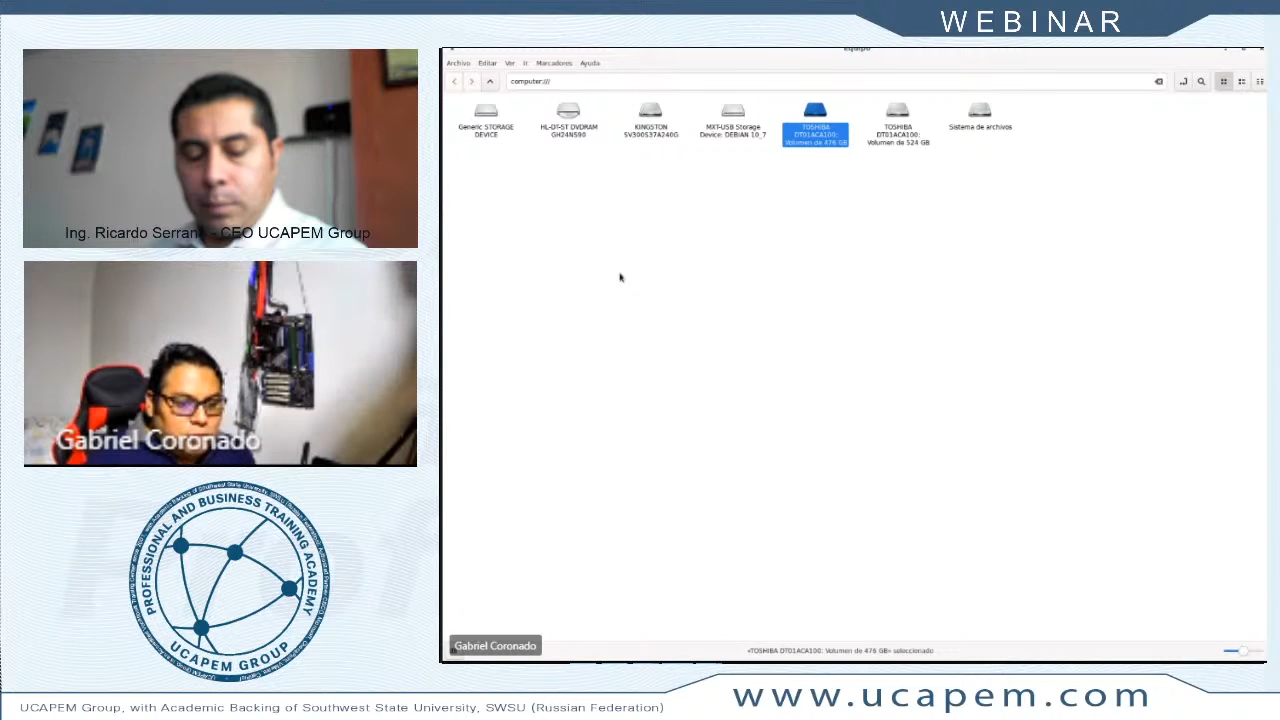 WEBINAR
Ing. Ricardo Serrano - CEO UCAPEM Group
Gabriel Coronado
PROFESSIONAL AND BUSINESS TRAINING ACADEMY
UCAPEM GROUP
equipo
Archivo Editar Ver Ir Marcadores Ayuda
computer:///
Generic STORAGE
DEVICE
HL-DT-ST DVDRAM
GH24NS90
KINGSTON
SV300S37A240G
MXT-USB Storage
Device: DEBIAN 10_7
TOSHIBA
DT01ACA100:
Volumen de 476 GB
TOSHIBA
DT01ACA100:
Volumen de 524 GB
Sistema de archivos
Gabriel Coronado
«TOSHIBA DT01ACA100: Volumen de 476 GB» seleccionado
www.ucapem.com
UCAPEM Group, with Academic Backing of Southwest State University, SWSU (Russian Federation)